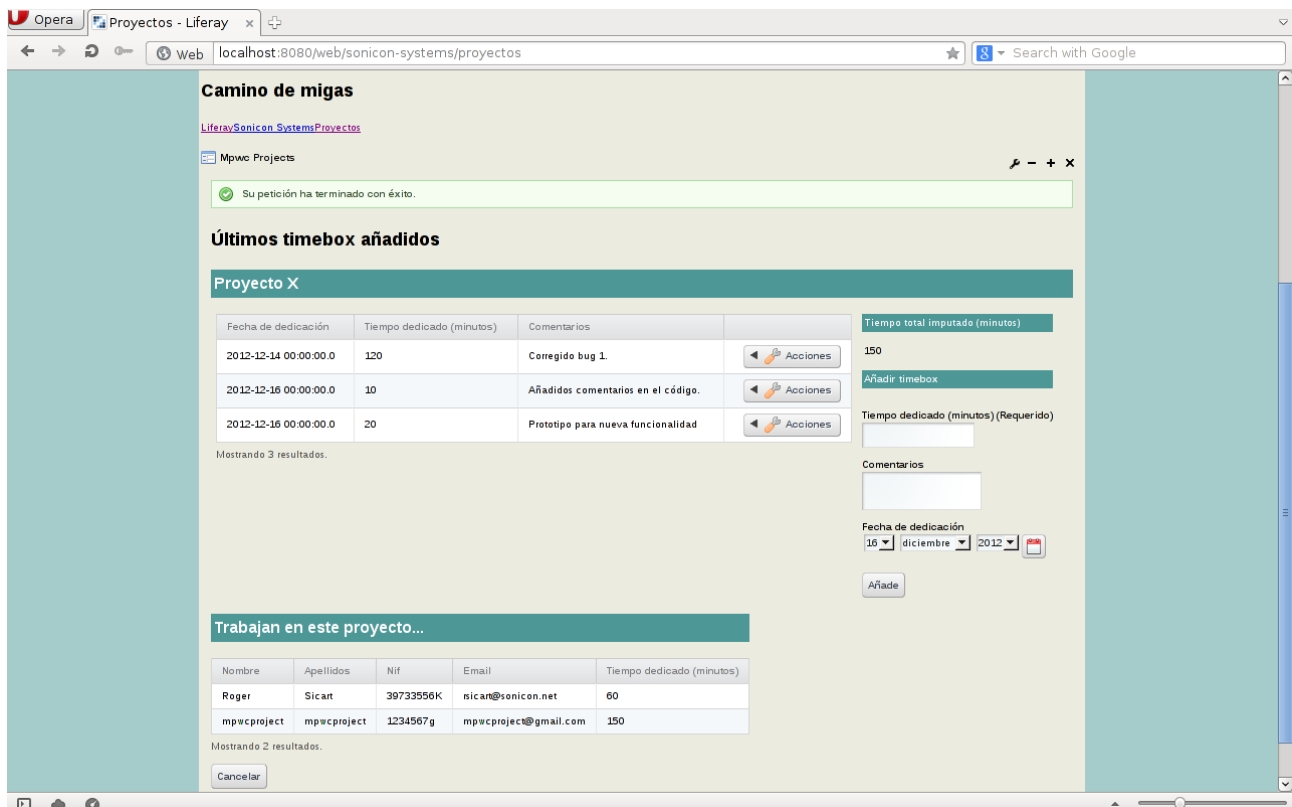 Opera
Proyectos - Liferay
Web localhost:8080/web/sonicon-systems/proyectos
8 Search with Google
Camino de migas
LiferaySonicon SystemsProyectos
Mpwc Projects
Su petición ha terminado con éxito.
Últimos timebox añadidos
Proyecto X
Fecha de dedicación Tiempo dedicado (minutos) Comentarios
2012-12-14 00:00:00.0 120 Corregido bug 1. Acciones
2012-12-16 00:00:00.0 10 Añadidos comentarios en el código. Acciones
2012-12-16 00:00:00.0 20 Prototipo para nueva funcionalidad Acciones
Mostrando 3 resultados.
Tiempo total imputado (minutos)
150
Añadir timebox
Tiempo dedicado (minutos) (Requerido)
Comentarios
Fecha de dedicación
16 diciembre 2012
Añade
Trabajan en este proyecto...
Nombre Apellidos Nif Email Tiempo dedicado (minutos)
Roger Sicart 39733556K rsicart@sonicon.net 60
mpwcproject mpwcproject 1234567g mpwcproject@gmail.com 150
Mostrando 2 resultados.
Cancelar